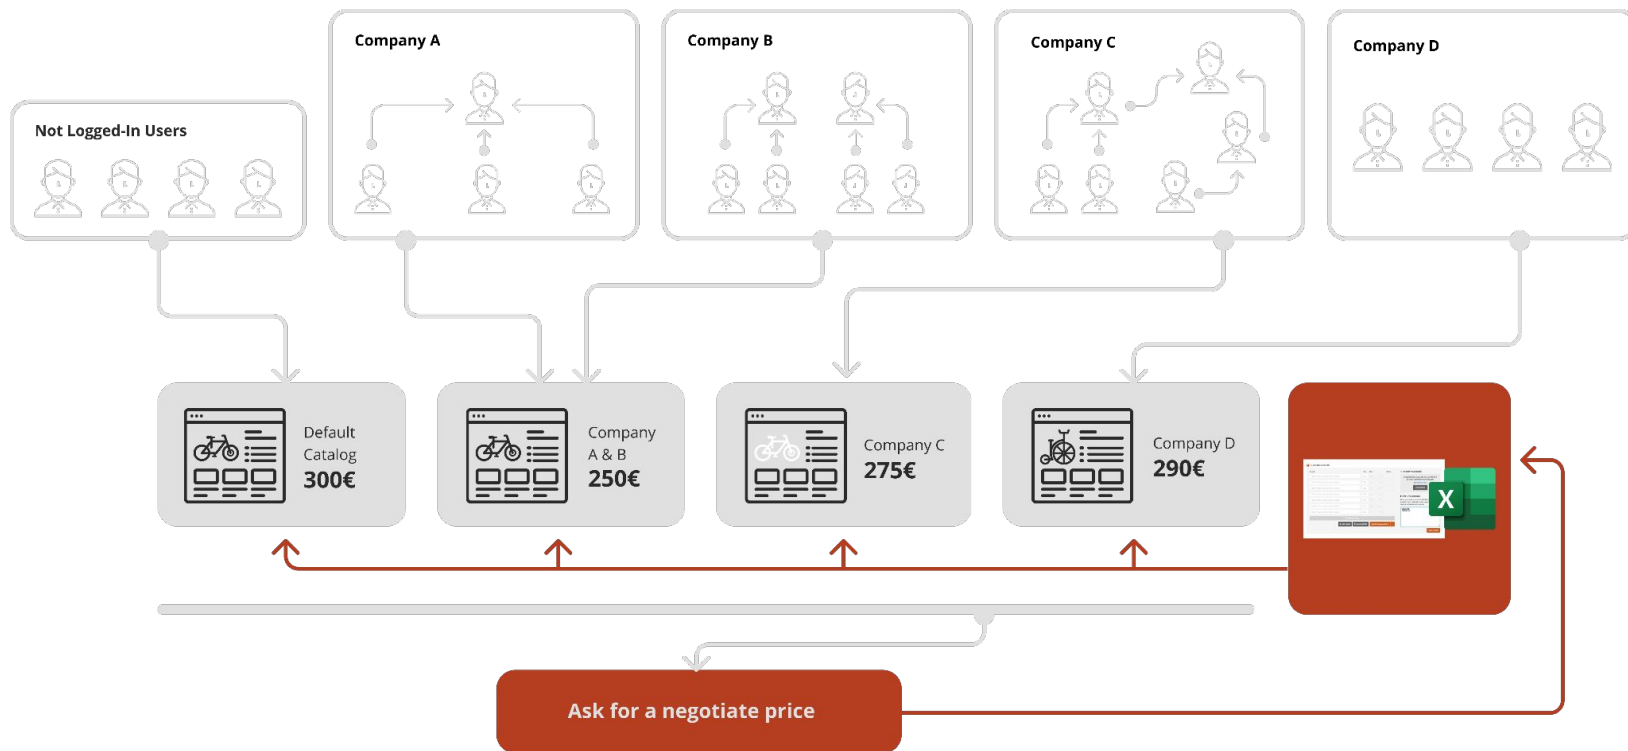 Company A
Company B
Company C
Company D
Not Logged-In Users
Default
Catalog
300€
Company
A & B
250€
Company C
275€
Company D
290€
X
Ask for a negotiate price